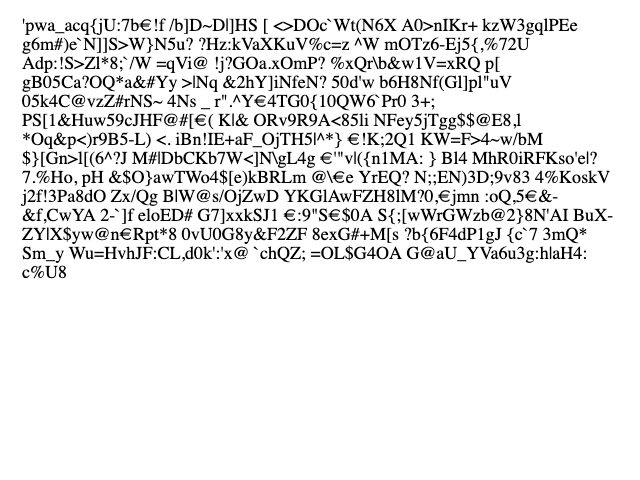 'pwa_acq{jU:7b€!f /b]D~D|]HS [ <>DOc`Wt(N6X A0>nIKr+ kzW3gqlPEe
g6m#)e`N]]S>W}N5u? ?Hz:kVaXKuV%c=z ^W mOTz6-Ej5{,%72U
Adp:!S>Zl*8;`/W =qVi@ !j?GOa.xOmP? %xQr\b&w1V=xRQ p[
gB05Ca?OQ*a&#Yy >|Nq &2hY]iNfeN? 50d'w b6H8Nf(Gl]pl"uV
05k4C@vzZ#rNS~ 4Ns _ r".^Y€4TG0{10QW6`Pr0 3+;
PS[1&Huw59cJHF@#[€( K|& ORv9R9A<85li NFey5jTgg$$@E8,l
*Oq&p<)r9B5-L) <. iBn!IE+aF_OjTH5|^*} €!K;2Q1 KW=F>4~w/bM
$}[Gn>l[(6^?J M#|DbCKb7W<]N\gL4g €'"v|({n1MA: } Bl4 MhR0iRFKso'e|?
7.%Ho, pH &$O}awTWo4$[e)kBRLm @\€e YrEQ? N;;EN)3D;9v83 4%KoskV
j2f!3Pa8dO Zx/Qg B|W@s/OjZwD YKGlAwFZH8lM?0,€jmn :oQ,5€&-
&f,CwYA 2-`]f eloED# G7]xxkSJ1 €:9"S€$0A S{;[wWrGWzb@2}8N'AI BuX-
ZY|X$yw@n€Rpt*8 0vU0G8y&F2ZF 8exG#+M[s ?b{6F4dP1gJ {c`7 3mQ*
Sm_y Wu=HvhJF:CL,d0k':'x@ `chQZ; =OL$G4OA G@aU_YVa6u3g:h|aH4:
c%U8